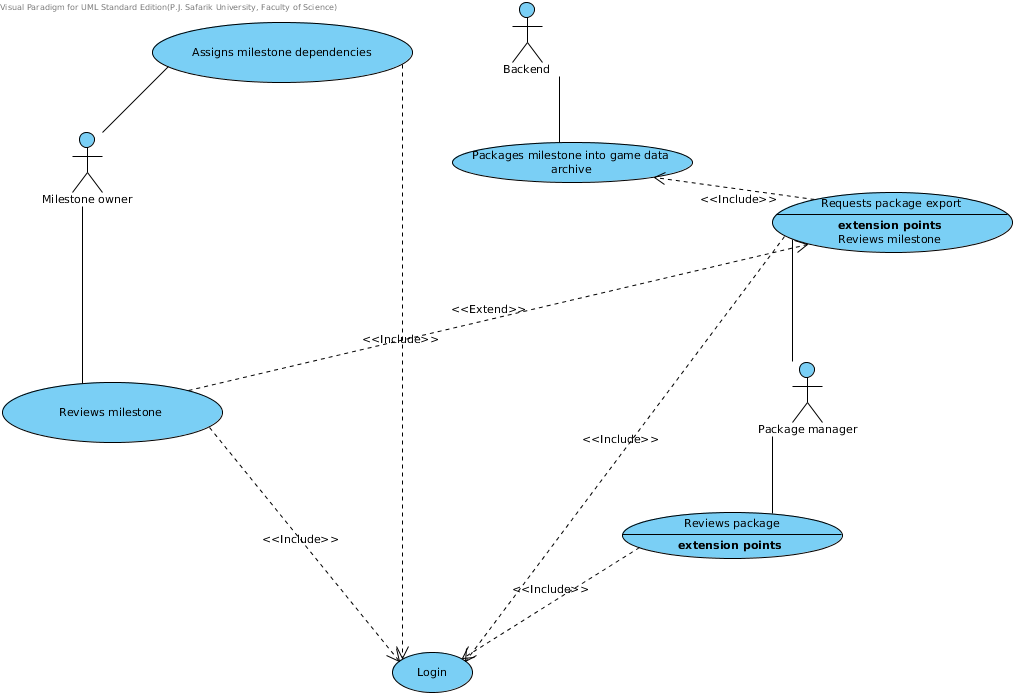 Visual Paradigm for UML Standard Edition(P.J. Safarik University, Faculty of Science)
Assigns milestone dependencies
Backend
Packages milestone into game data
archive
Milestone owner
<<Include>>
Requests package export
extension points
Reviews milestone
<<Extend>>
<<Include>>
Reviews milestone
Package manager
<<Include>>
Reviews package
extension points
<<Include>>
<<Include>>
Login